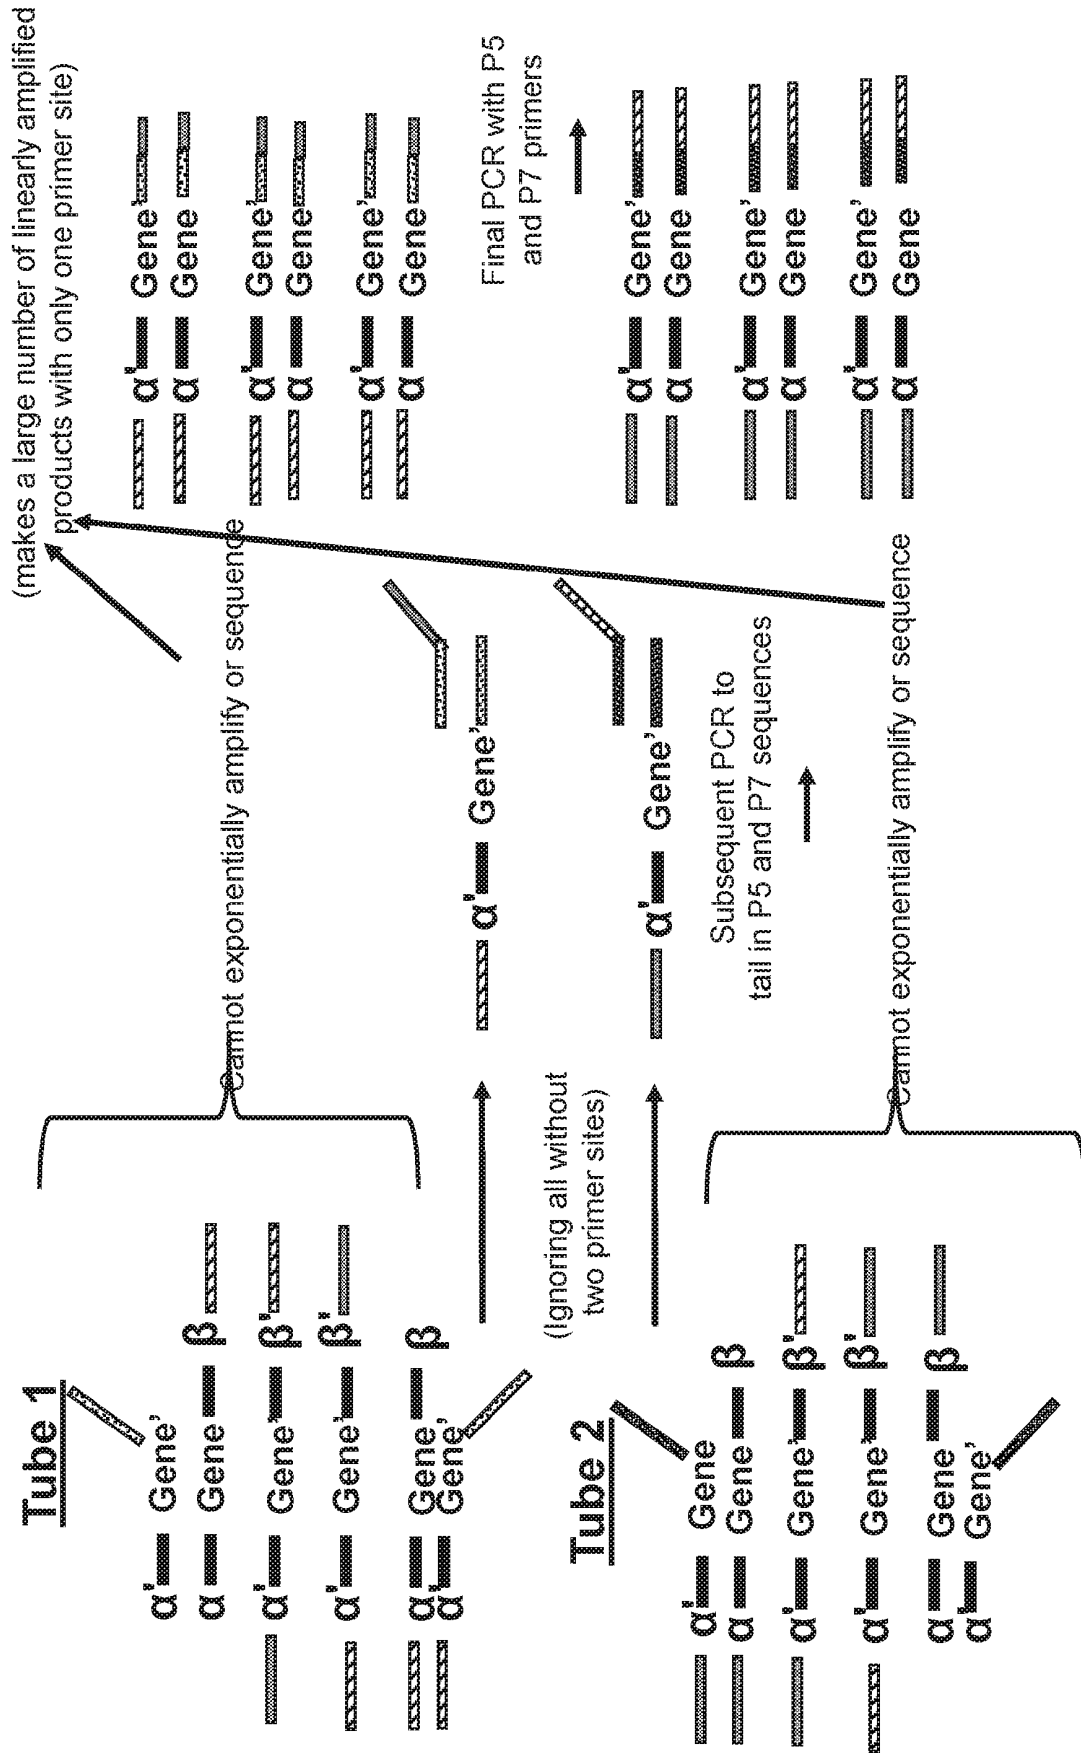 (makes a large number of linearly amplified
products with only one primer site)
Tube 1
α' Gene'
α Gene β
α' Gene' β'
α' Gene' β'
α Gene β
α' Gene'
Cannot exponentially amplify or sequence
α' Gene'
α Gene
α' Gene'
α Gene
α' Gene'
α Gene
(Ignoring all without
two primer sites)
α' Gene'
α' Gene'
Final PCR with P5
and P7 primers
Subsequent PCR to
tail in P5 and P7 sequences
Tube 2
α' Gene
α Gene β
α' Gene' β'
α' Gene' β'
α Gene β
α' Gene'
Cannot exponentially amplify or sequence
α' Gene'
α Gene
α' Gene'
α Gene
α' Gene'
α Gene